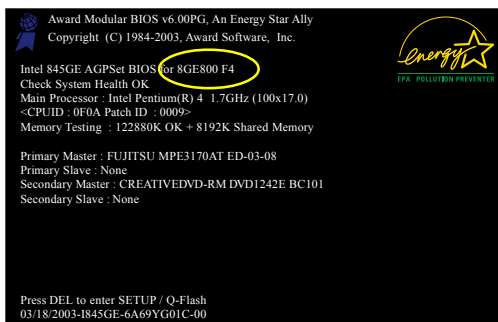 Award Modular BIOS v6.00PG, An Energy Star Ally
Copyright (C) 1984-2003, Award Software, Inc.
energy
EPA POLLUTION PREVENTER
Intel 845GE AGPSet BIOS for 8GE800 F4
Check System Health OK
Main Processor : Intel Pentium(R) 4 1.7GHz (100x17.0)
<CPUID : 0F0A Patch ID : 0009>
Memory Testing : 122880K OK + 8192K Shared Memory
Primary Master : FUJITSU MPE3170AT ED-03-08
Primary Slave : None
Secondary Master : CREATIVEDVD-RM DVD1242E BC101
Secondary Slave : None
Press DEL to enter SETUP / Q-Flash
03/18/2003-I845GE-6A69YG01C-00